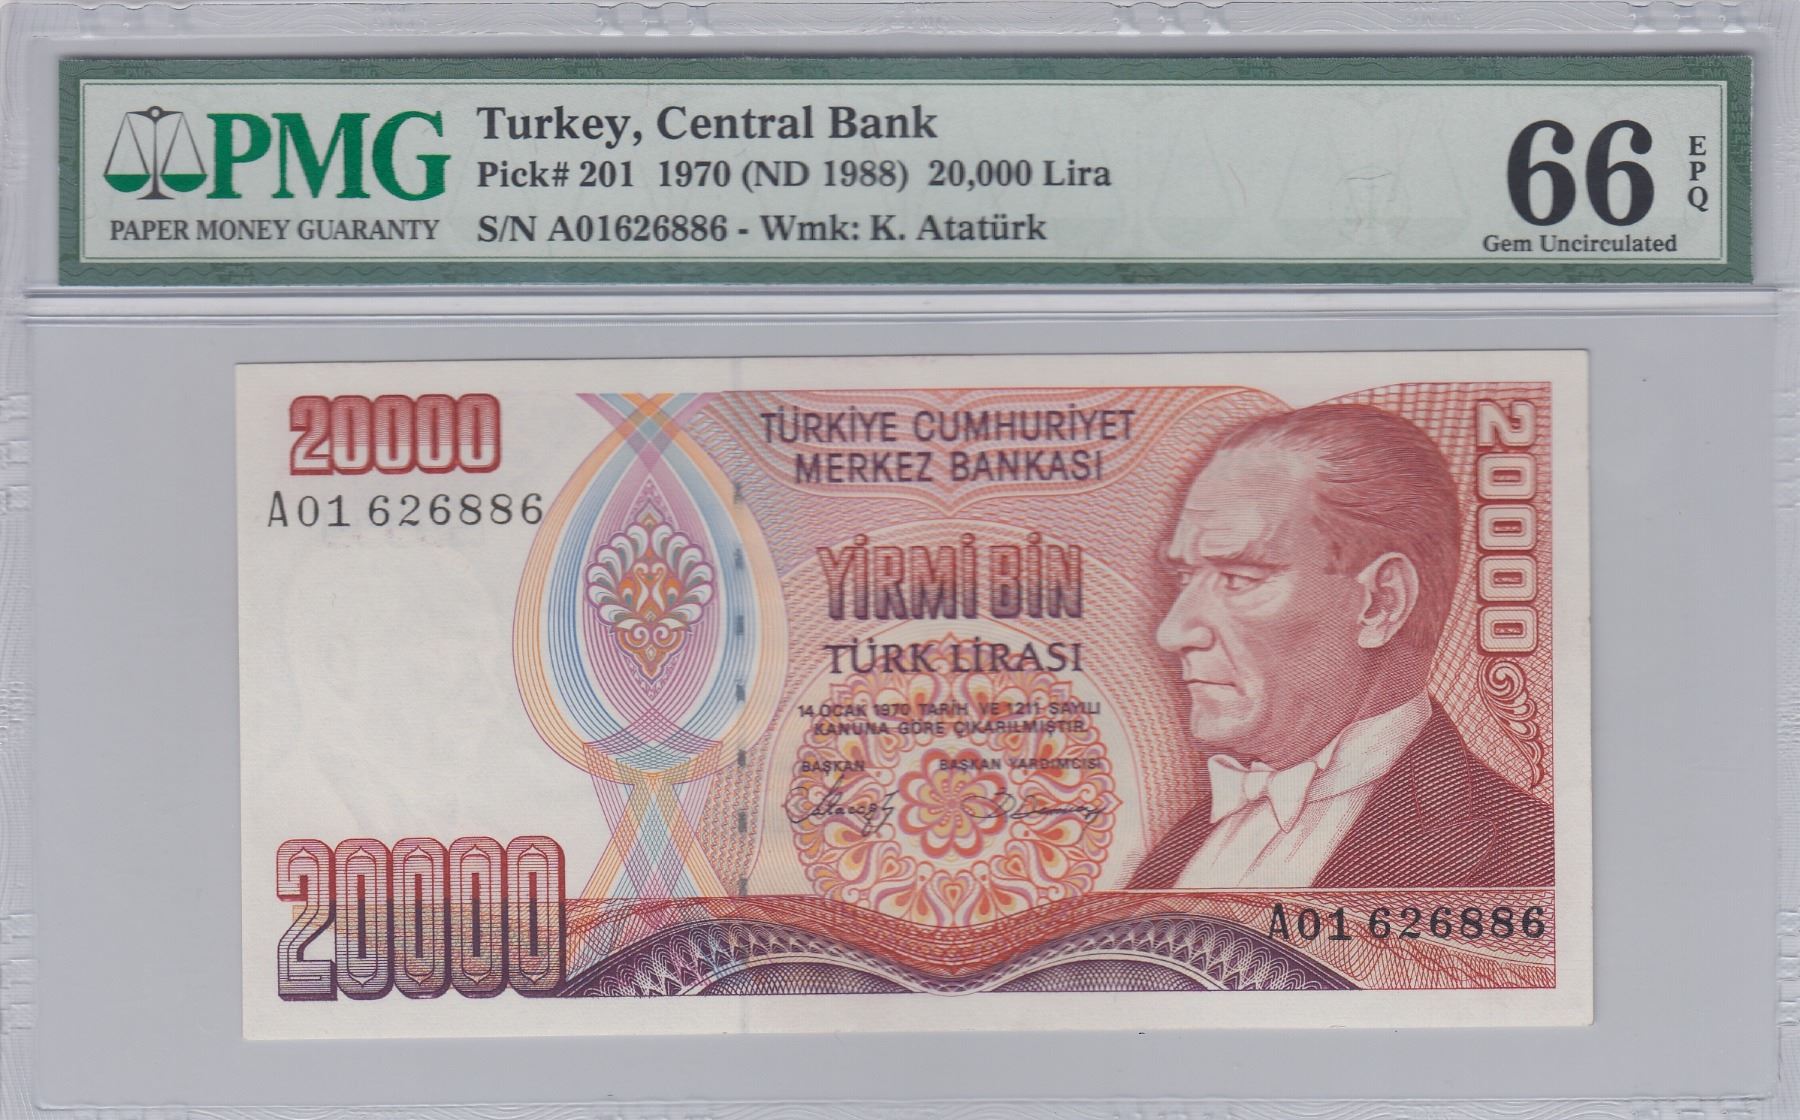 PMG
PAPER MONEY GUARANTY
Turkey, Central Bank
Pick# 201 1970 (ND 1988) 20,000 Lira
S/N A01626886 - Wmk: K. Atatürk
66
EPQ
Gem Uncirculated
20000
A01 626886
TÜRKİYE CUMHURİYET
MERKEZ BANKASI
20000
YİRMİ BİN
TÜRK LİRASI
14 OCAK 1970 TARİH VE 1211 SAYILI
KANUNA GÖRE ÇIKARILMIŞTIR.
BAŞKAN
BAŞKAN YARDIMCISI
20000
A01 626886